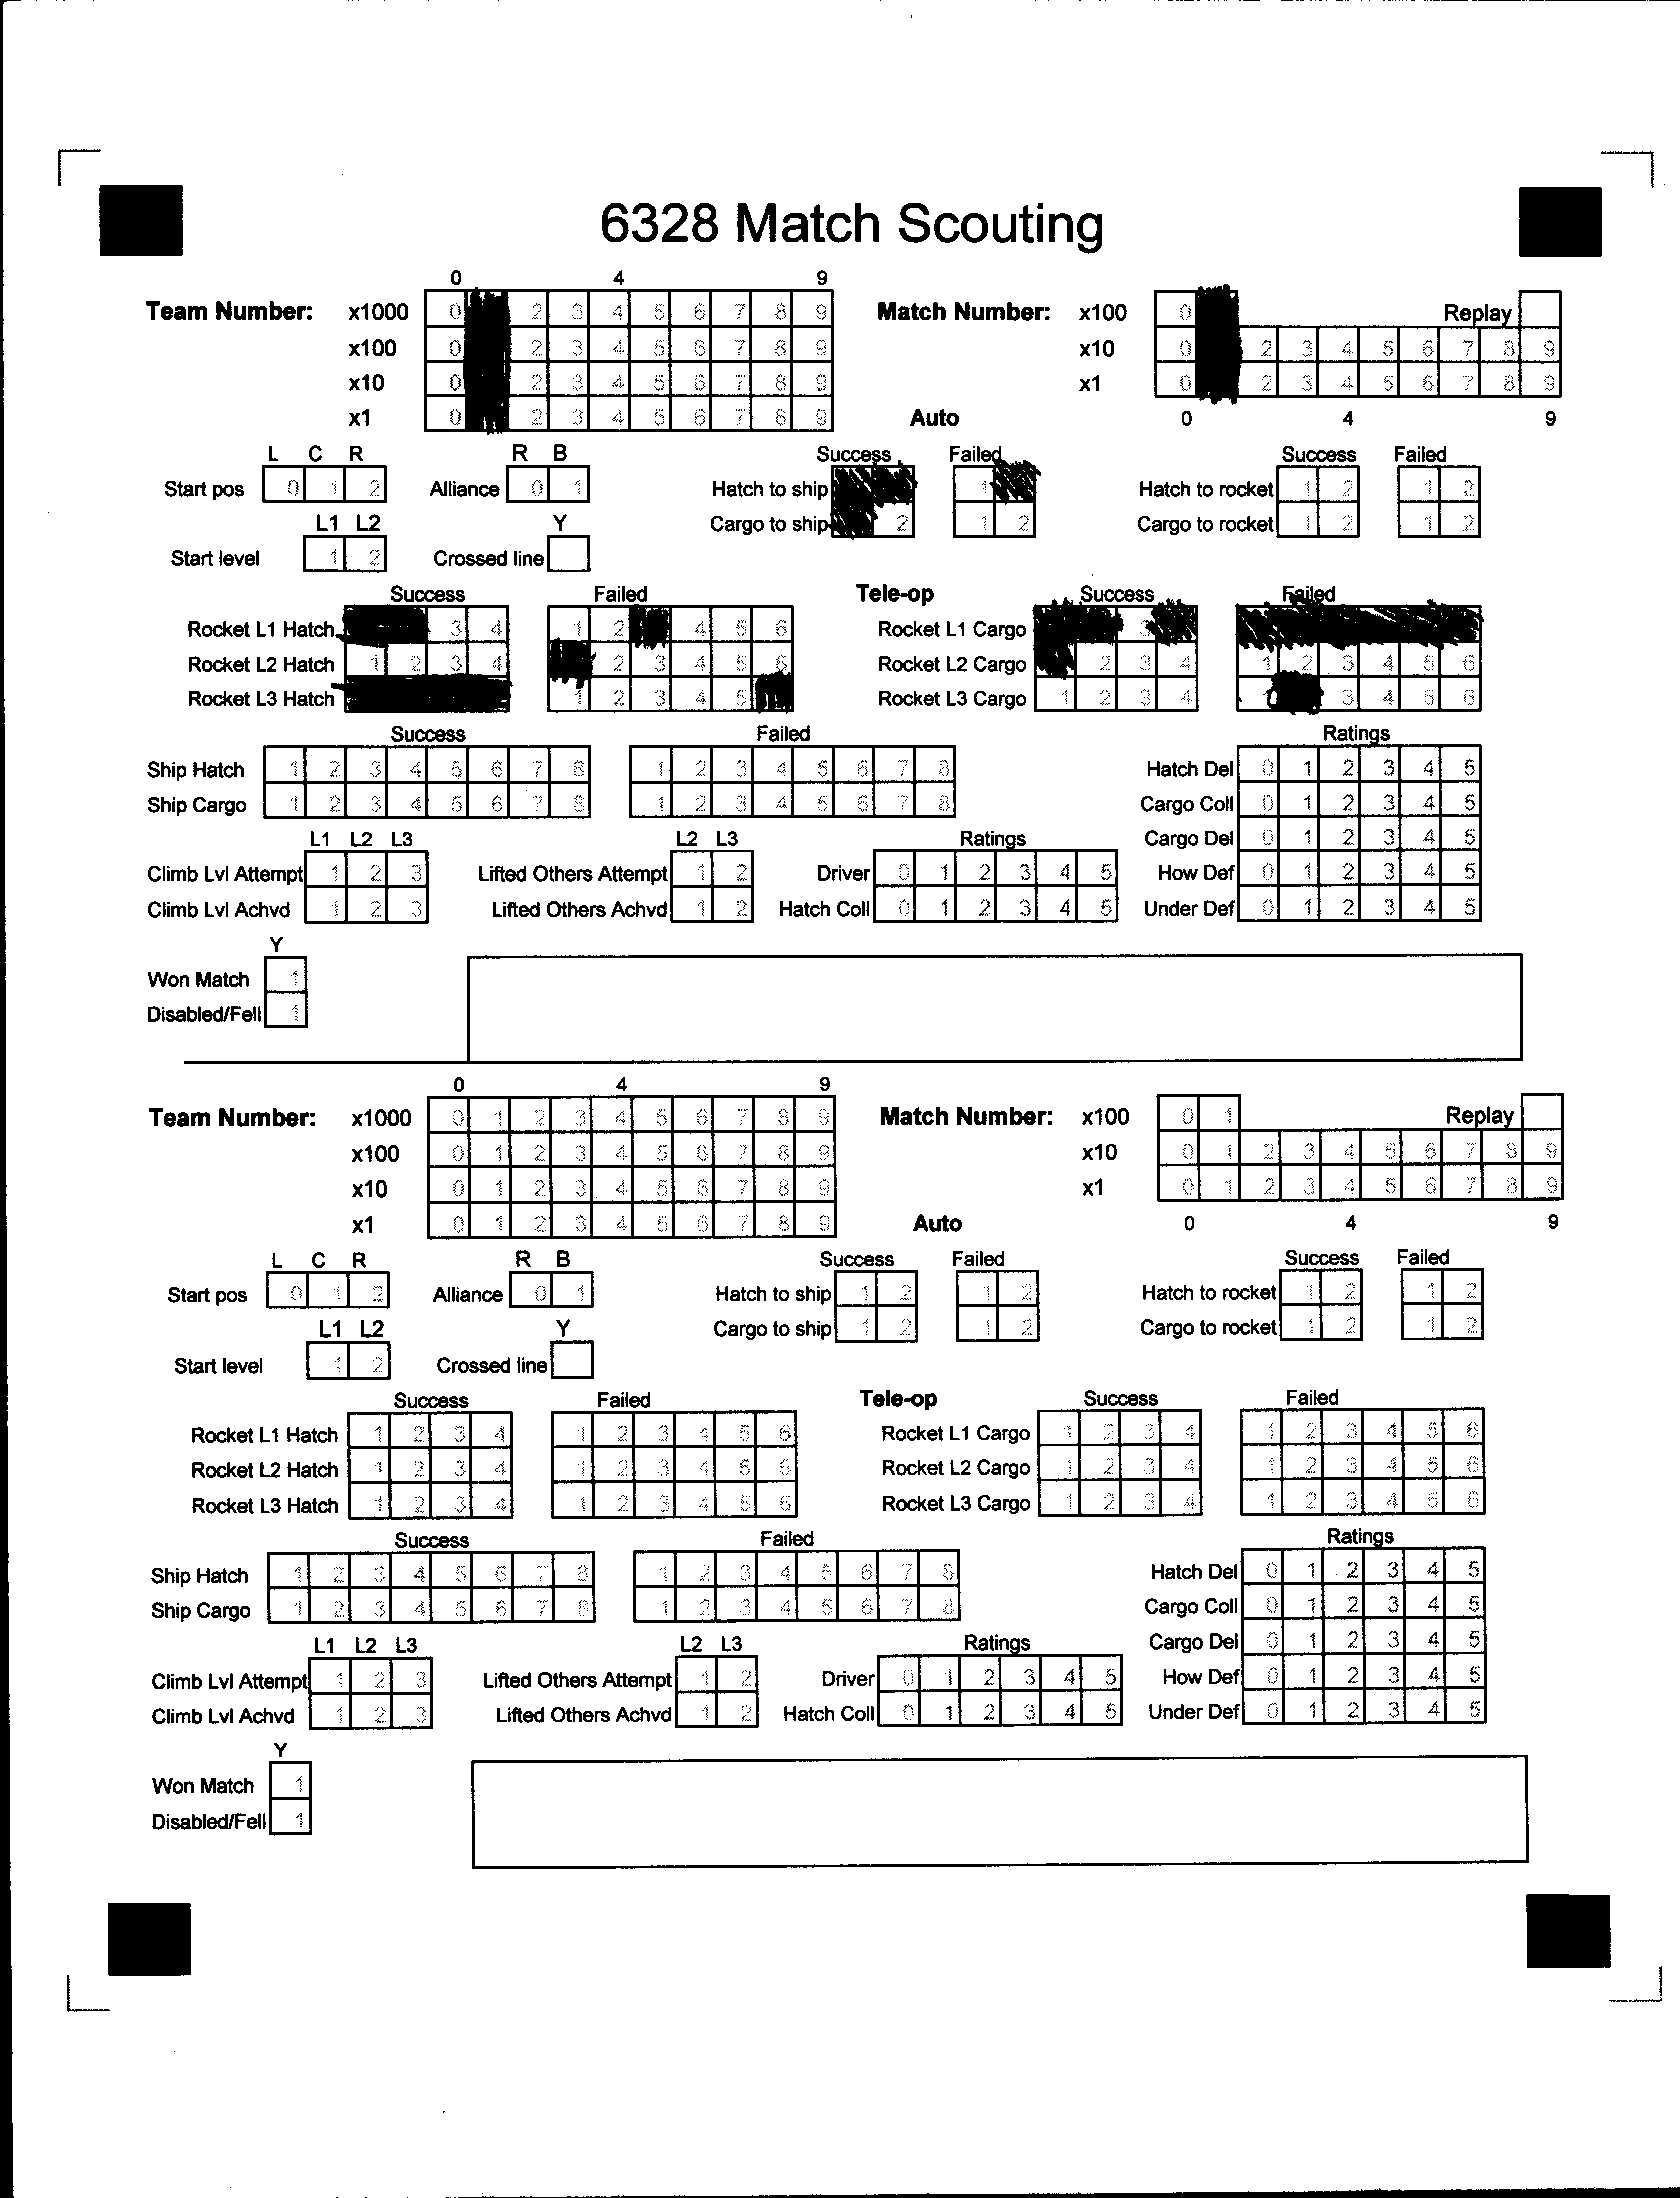 6328 Match Scouting
0 4 9
Team Number: x1000 0 2 3 4 5 6 7 8 9 Match Number: x100 0 Replay
x100 0 2 3 4 5 6 7 8 9 x10 0 2 3 4 5 6 7 8 9
x10 0 2 3 4 5 6 7 8 9 x1 0 2 3 4 5 6 7 8 9
x1 0 2 3 4 5 6 7 8 9 Auto 0 4 9
L C R R B Success Failed Success Failed
Start pos 0 1 2 Alliance 0 1 Hatch to ship 1 Hatch to rocket 1 2 1 2
L1 L2 Y Cargo to ship 2 1 2 Cargo to rocket 1 2 1 2
Start level 1 2 Crossed line
Success Failed Tele-op Success Failed
Rocket L1 Hatch 3 4 1 2 4 5 6 Rocket L1 Cargo 3
Rocket L2 Hatch 1 2 3 4 2 3 4 5 6 Rocket L2 Cargo 2 3 4 1 2 3 4 5 6
Rocket L3 Hatch 1 2 3 4 5 Rocket L3 Cargo 1 2 3 4 3 4 5 6
Success Failed Ratings
Ship Hatch 1 2 3 4 5 6 7 8 1 2 3 4 5 6 7 8 Hatch Del 0 1 2 3 4 5
Ship Cargo 1 2 3 4 5 6 7 8 1 2 3 4 5 6 7 8 Cargo Coll 0 1 2 3 4 5
L1 L2 L3 L2 L3 Ratings Cargo Del 0 1 2 3 4 5
Climb Lvl Attempt 1 2 3 Lifted Others Attempt 1 2 Driver 0 1 2 3 4 5 How Def 0 1 2 3 4 5
Climb Lvl Achvd 1 2 3 Lifted Others Achvd 1 2 Hatch Coll 0 1 2 3 4 5 Under Def 0 1 2 3 4 5
Y
Won Match 1
Disabled/Fell 1
0 4 9
Team Number: x1000 0 1 2 3 4 5 6 7 8 9 Match Number: x100 0 1 Replay
x100 0 1 2 3 4 5 6 7 8 9 x10 0 1 2 3 4 5 6 7 8 9
x10 0 1 2 3 4 5 6 7 8 9 x1 0 1 2 3 4 5 6 7 8 9
x1 0 1 2 3 4 5 6 7 8 9 Auto 0 4 9
L C R R B Success Failed Success Failed
Start pos 0 1 2 Alliance 0 1 Hatch to ship 1 2 1 2 Hatch to rocket 1 2 1 2
L1 L2 Y Cargo to ship 1 2 1 2 Cargo to rocket 1 2 1 2
Start level 1 2 Crossed line
Success Failed Tele-op Success Failed
Rocket L1 Hatch 1 2 3 4 1 2 3 4 5 6 Rocket L1 Cargo 1 2 3 4 1 2 3 4 5 6
Rocket L2 Hatch 1 2 3 4 1 2 3 4 5 6 Rocket L2 Cargo 1 2 3 4 1 2 3 4 5 6
Rocket L3 Hatch 1 2 3 4 1 2 3 4 5 6 Rocket L3 Cargo 1 2 3 4 1 2 3 4 5 6
Success Failed Ratings
Ship Hatch 1 2 3 4 5 6 7 8 1 2 3 4 5 6 7 8 Hatch Del 0 1 2 3 4 5
Ship Cargo 1 2 3 4 5 6 7 8 1 2 3 4 5 6 7 8 Cargo Coll 0 1 2 3 4 5
L1 L2 L3 L2 L3 Ratings Cargo Del 0 1 2 3 4 5
Climb Lvl Attempt 1 2 3 Lifted Others Attempt 1 2 Driver 0 1 2 3 4 5 How Def 0 1 2 3 4 5
Climb Lvl Achvd 1 2 3 Lifted Others Achvd 1 2 Hatch Coll 0 1 2 3 4 5 Under Def 0 1 2 3 4 5
Y
Won Match 1
Disabled/Fell 1